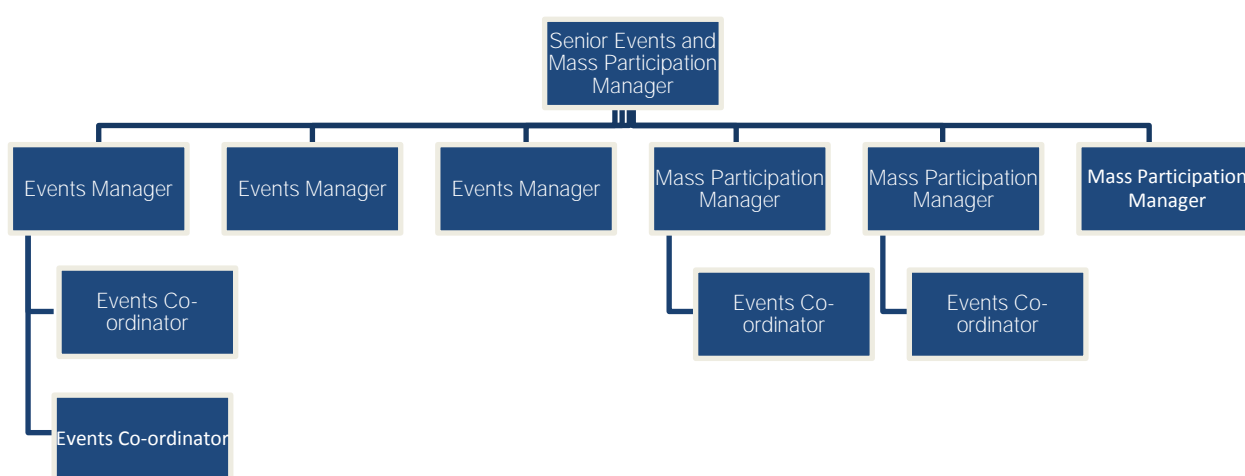 Senior Events and
Mass Participation
Manager
Events Manager
Events Manager
Events Manager
Mass Participation
Manager
Mass Participation
Manager
Mass Participation
Manager
Events Co-
ordinator
Events Co-
ordinator
Events Co-
ordinator
Events Co-ordinator